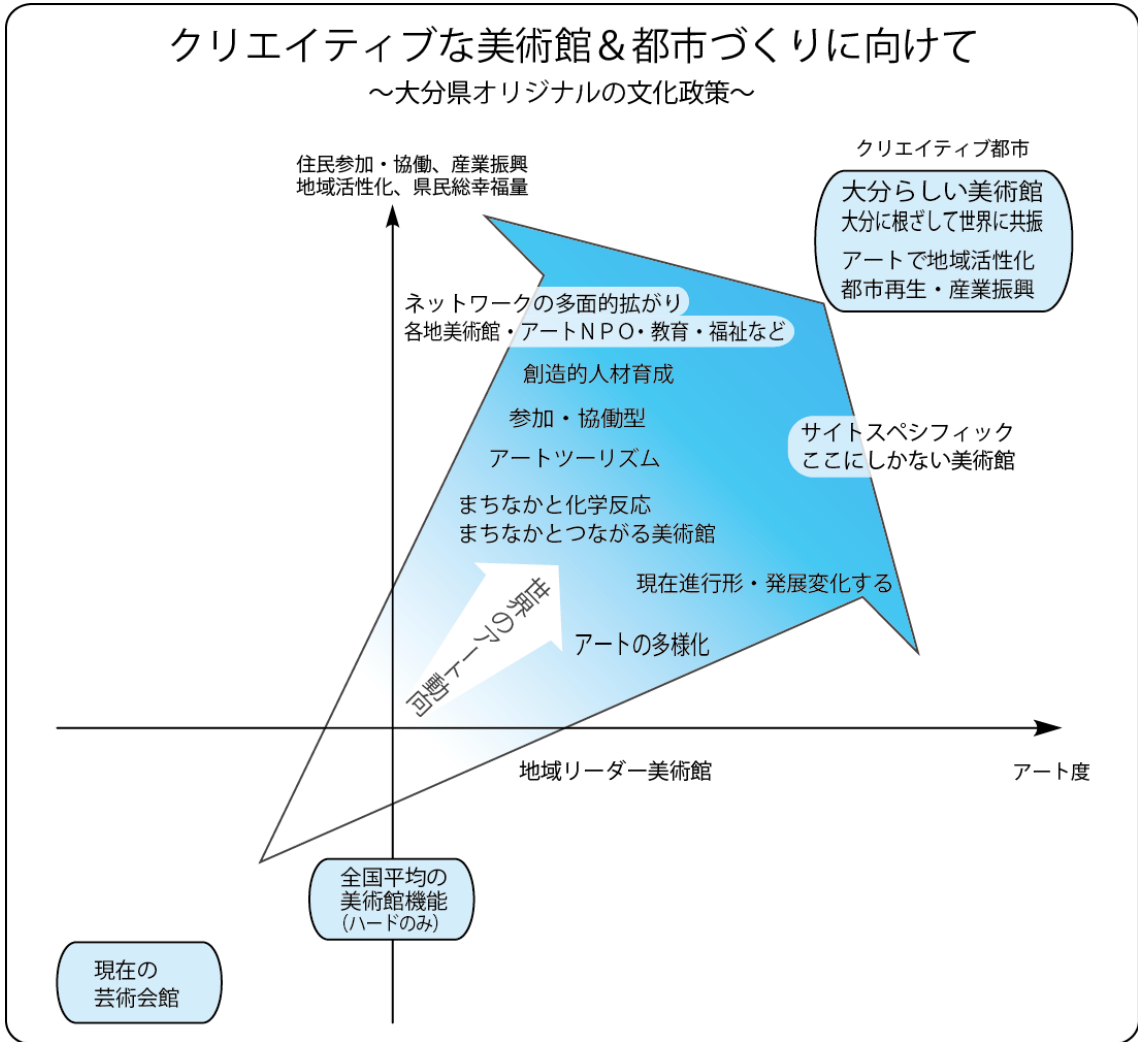 クリエイティブな美術館&都市づくりに向けて
～大分県オリジナルの文化政策～
住民参加・協働、産業振興
地域活性化、県民総幸福量
クリエイティブ都市
大分らしい美術館
大分に根ざして世界に共振
アートで地域活性化
都市再生・産業振興
ネットワークの多面的拡がり
各地美術館・アートNPO・教育・福祉など
創造的人材育成
参加・協働型
アートツーリズム
サイトスペシフィック
ここにしかない美術館
まちなかと化学反応
まちなかとつながる美術館
現在進行形・発展変化する
世界のアート動向
アートの多様化
地域リーダー美術館
アート度
全国平均の
美術館機能
(ハードのみ)
現在の
芸術会館